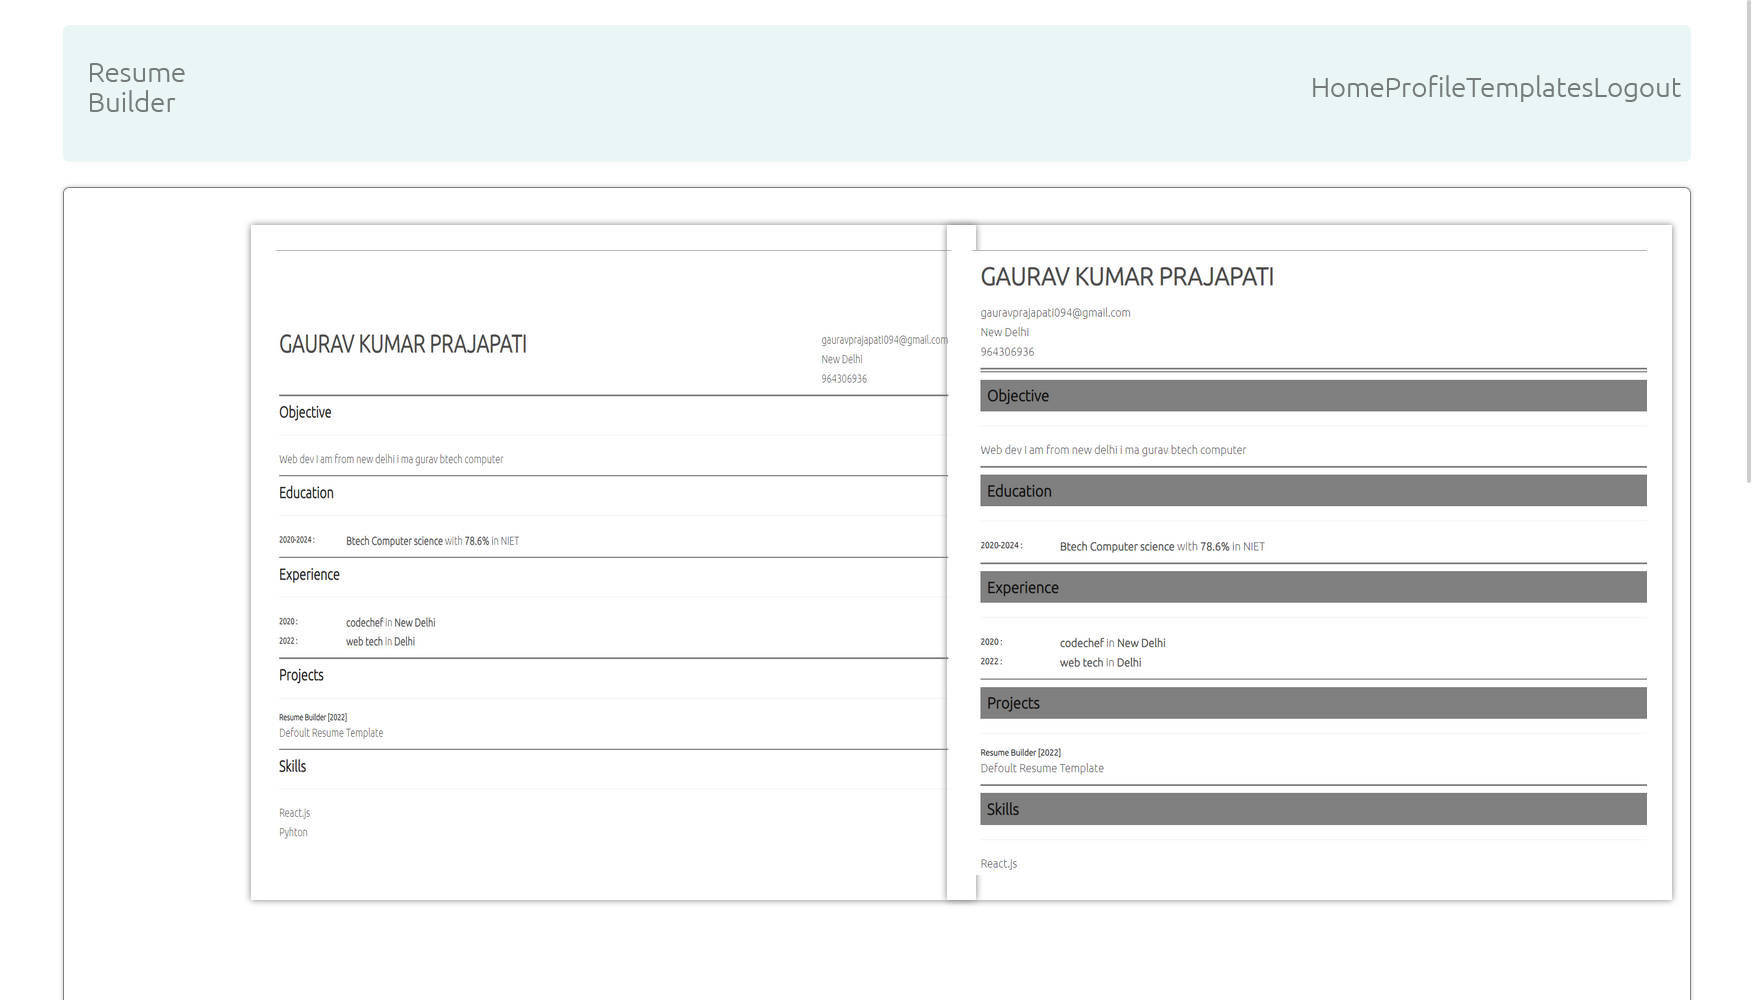 Resume
Builder
HomeProfileTemplatesLogout
GAURAV KUMAR PRAJAPATI
gauravprajapati094@gmail.com
New Delhi
964306936
Objective
Web dev I am from new delhi i ma gurav btech computer
Education
2020-2024 : Btech Computer science with 78.6% in NIET
Experience
2020 : codechef in New Delhi
2022 : web tech in Delhi
Projects
Resume Builder [2022]
Defoult Resume Template
Skills
React.js
Pyhton
GAURAV KUMAR PRAJAPATI
gauravprajapati094@gmail.com
New Delhi
964306936
Objective
Web dev I am from new delhi i ma gurav btech computer
Education
2020-2024 : Btech Computer science with 78.6% in NIET
Experience
2020 : codechef in New Delhi
2022 : web tech in Delhi
Projects
Resume Builder [2022]
Defoult Resume Template
Skills
React.js